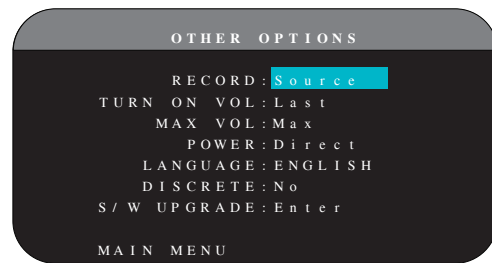 OTHER OPTIONS
RECORD:Source
TURN ON VOL:Last
MAX VOL:Max
POWER:Direct
LANGUAGE:ENGLISH
DISCRETE:No
S/W UPGRADE:Enter
MAIN MENU